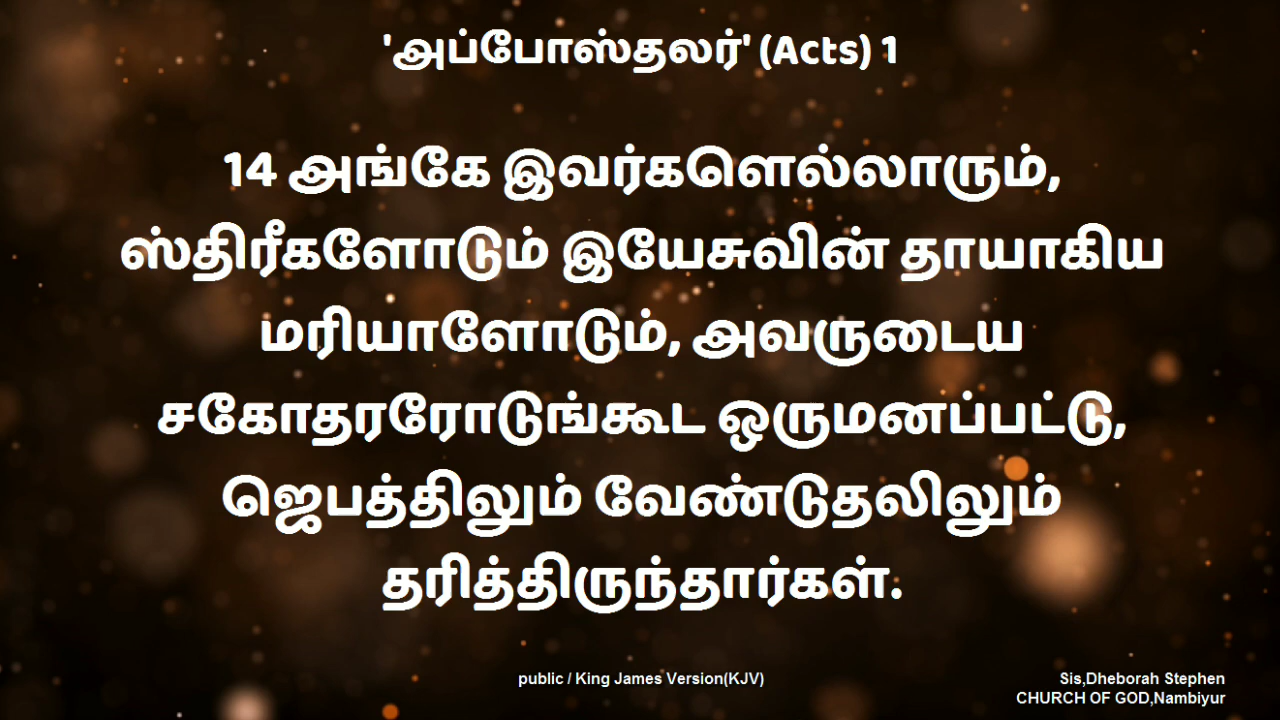 'அப்போஸ்தலர்' (Acts) 1
14 அங்கே இவர்களெல்லாரும்,
ஸ்திரீகளோடும் இயேசுவின் தாயாகிய
மரியாளோடும், அவருடைய
சகோதரரோடுங்கூட ஒருமனப்பட்டு,
ஜெபத்திலும் வேண்டுதலிலும்
தரித்திருந்தார்கள்.
public / King James Version(KJV)
Sis,Dheborah Stephen
CHURCH OF GOD,Nambiyur